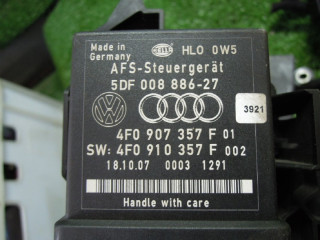 Made in
Germany
HELLA
HLO 0W5
AFS-Steuergerät
5DF 008 886-27
3921
4F0 907 357 F 01
SW: 4F0 910 357 F 002
18.10.07 0003 1291
Handle with care